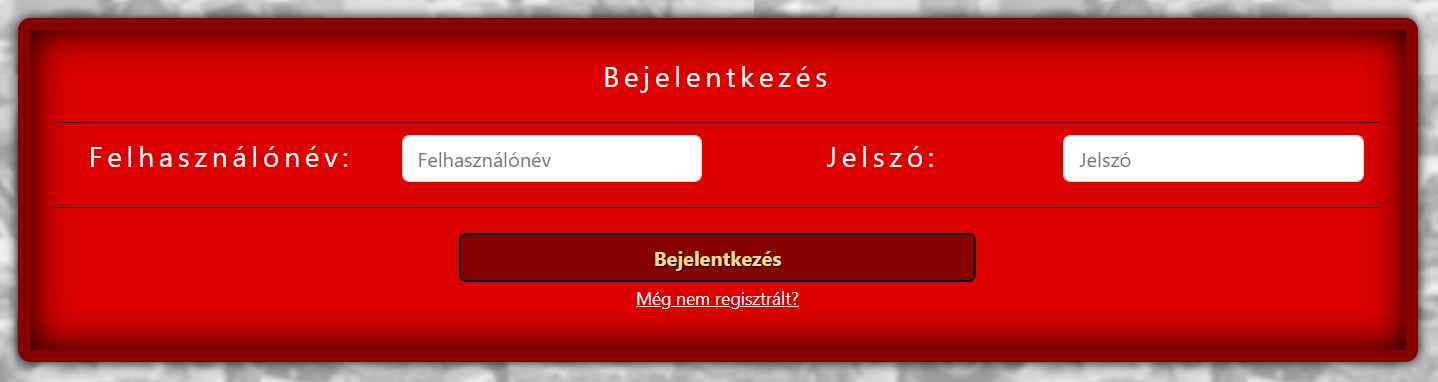 Bejelentkezés
Felhasználónév: Felhasználónév Jelszó: Jelszó
Bejelentkezés
Még nem regisztrált?